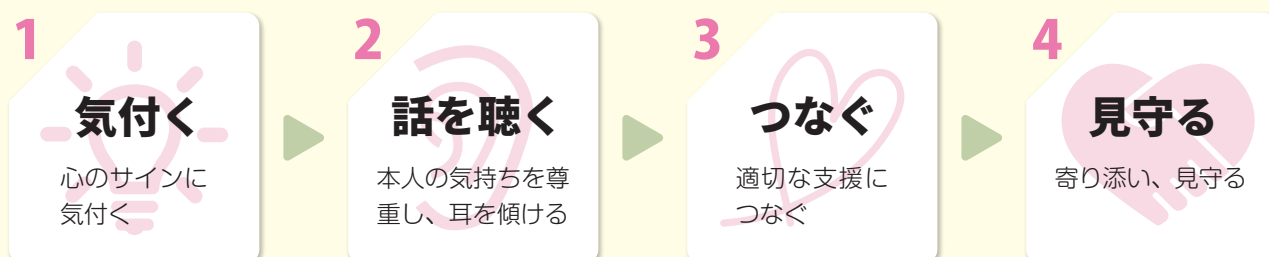 1
気付く
心のサインに
気付く
2
話を聴く
本人の気持ちを尊
重し、耳を傾ける
3
つなぐ
適切な支援に
つなぐ
4
見守る
寄り添い、見守る